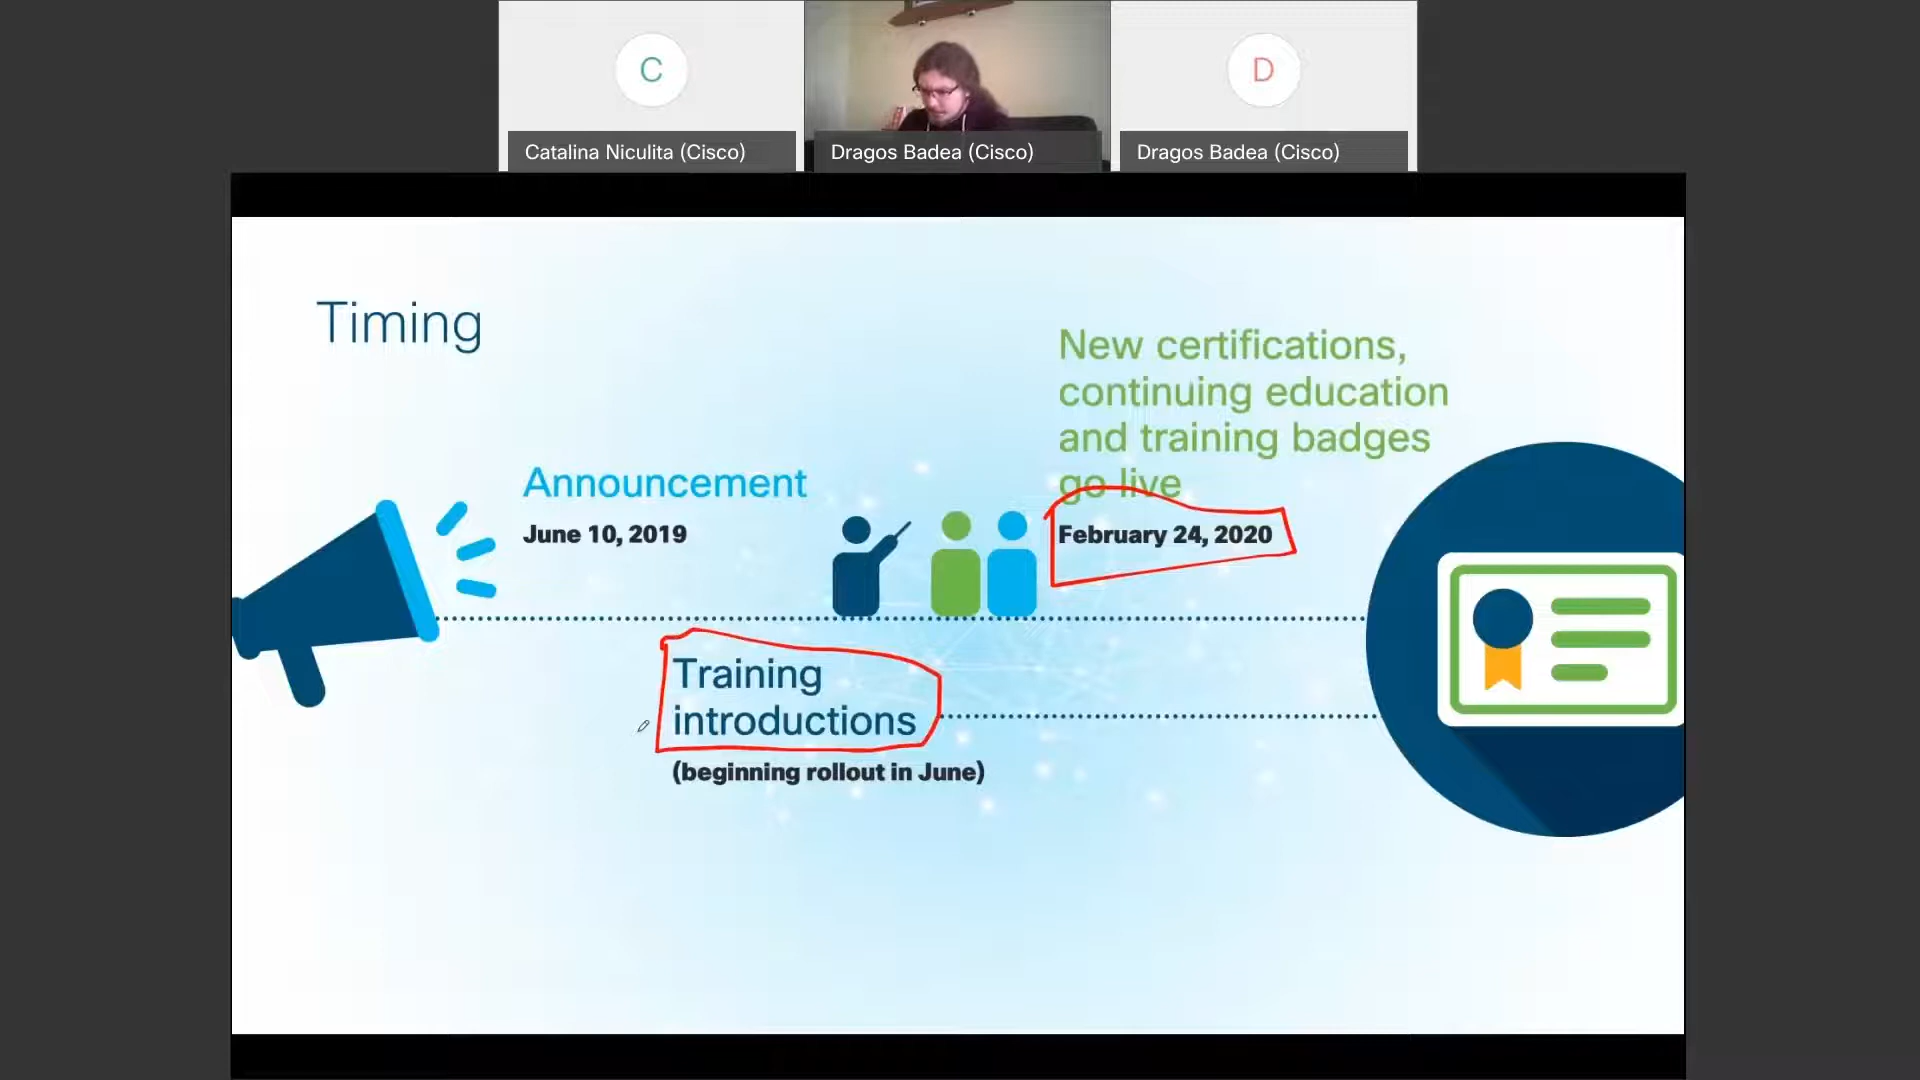 C
D
Catalina Niculita (Cisco)
Dragos Badea (Cisco)
Dragos Badea (Cisco)
Timing
New certifications,
continuing education
and training badges
go live
February 24, 2020
Announcement
June 10, 2019
Training
introductions
(beginning rollout in June)